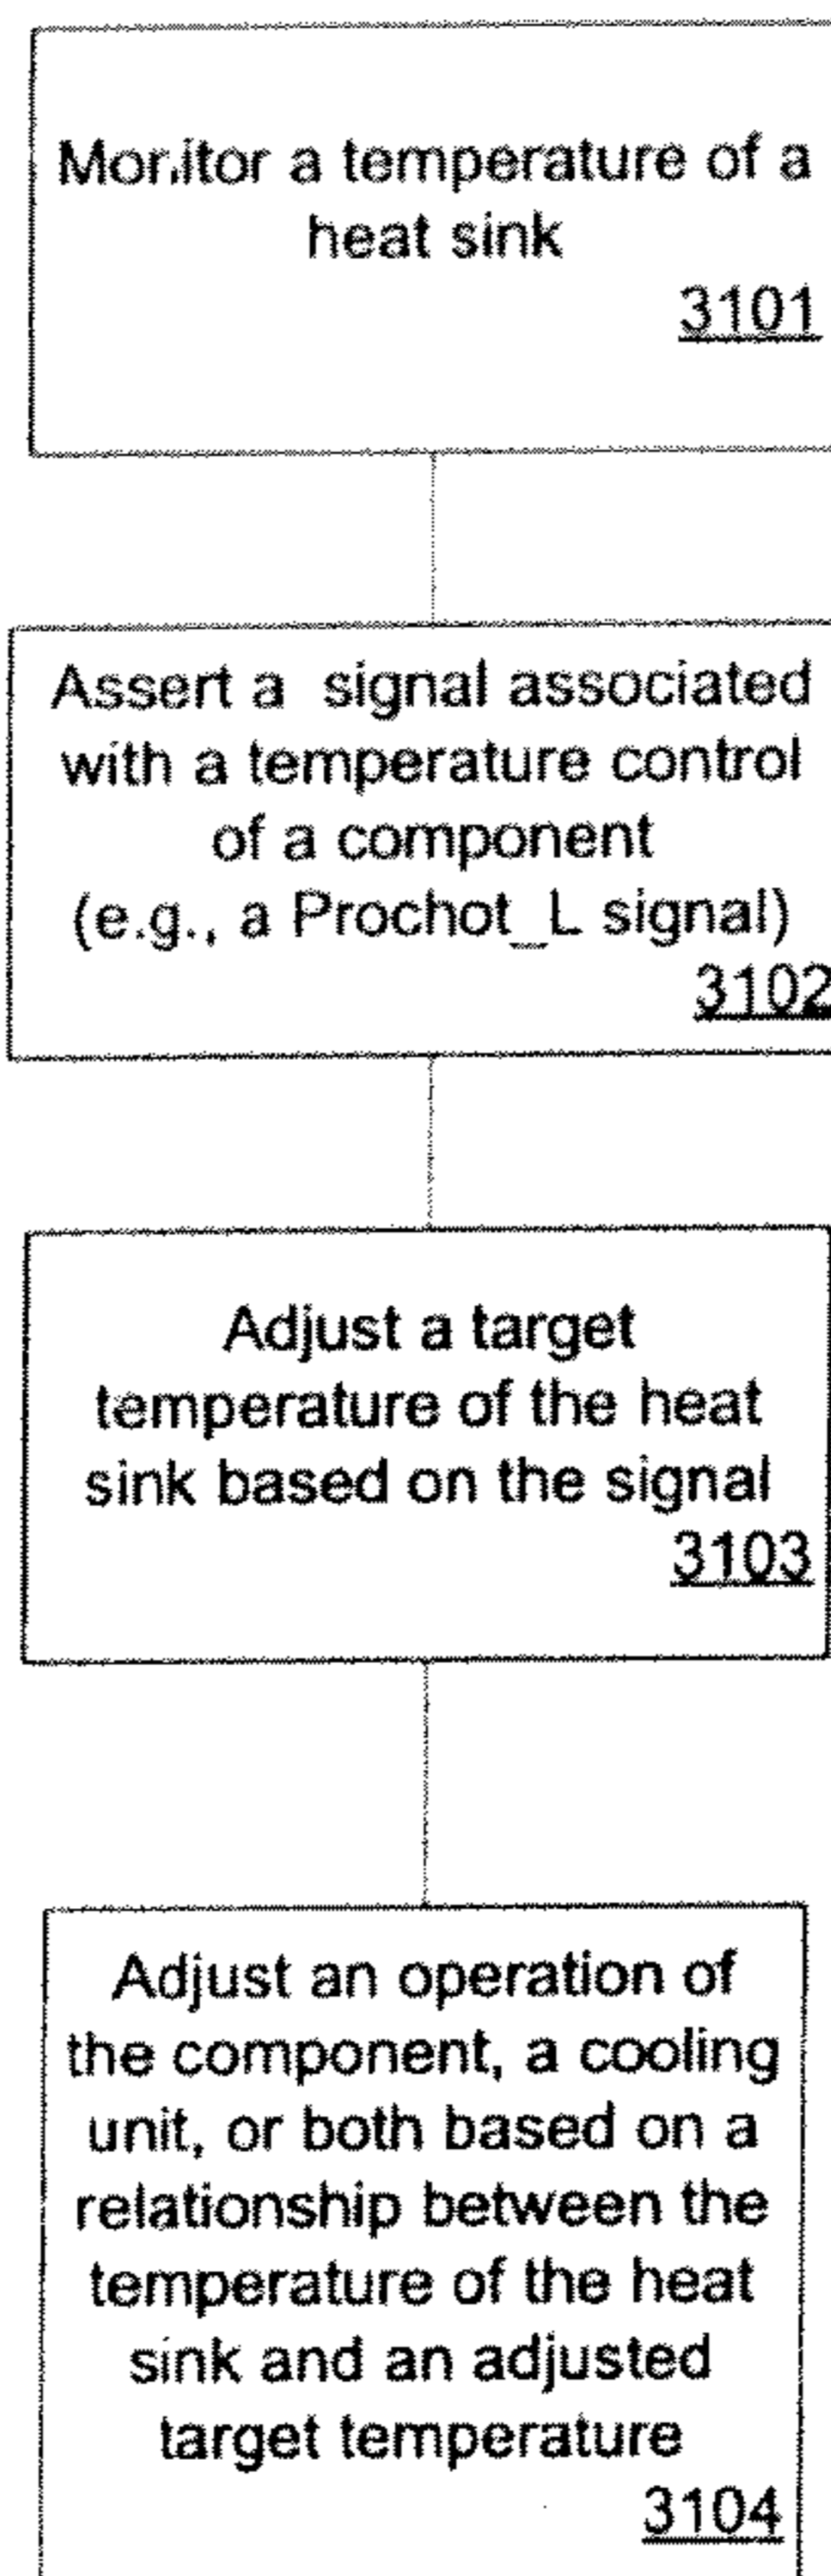 Monitor a temperature of a
heat sink
3101
Assert a signal associated
with a temperature control
of a component
(e.g., a Prochot_L signal)
3102
Adjust a target
temperature of the heat
sink based on the signal
3103
Adjust an operation of
the component, a cooling
unit, or both based on a
relationship between the
temperature of the heat
sink and an adjusted
target temperature
3104